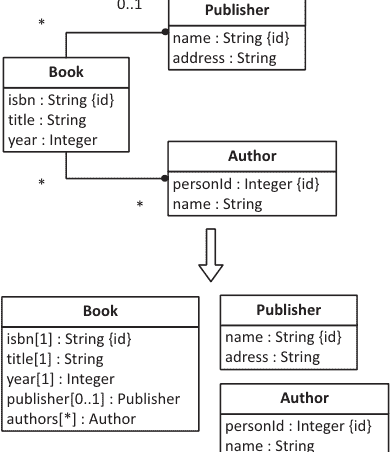 0..1
Publisher
*
name : String {id}
address : String
Book
isbn : String {id}
title : String
year : Integer
Author
*
personId : Integer {id}
*
name : String
Book
isbn[1] : String {id}
title[1] : String
year[1] : Integer
publisher[0..1] : Publisher
authors[*] : Author
Publisher
name : String {id}
adress : String
Author
personId : Integer {id}
name : String